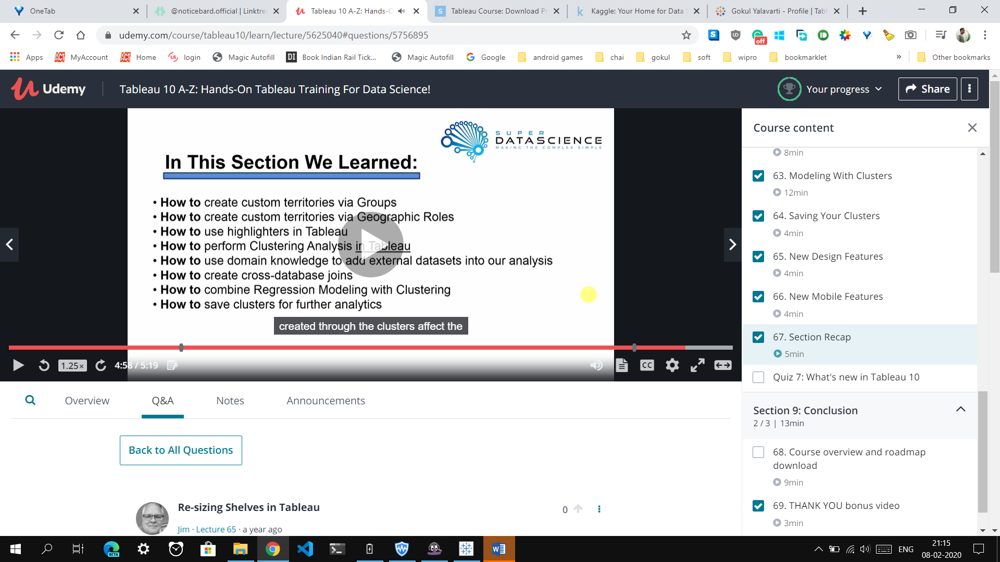 OneTab
@noticebard.official | Linktree
Tableau 10 A-Z: Hands-O
Tableau Course: Download Pr
Kaggle: Your Home for Data S
Gokul Yalavarti - Profile | Tabl
udemy.com/course/tableau10/learn/lecture/5625040#questions/5756895
off
Apps
MyAccount
Home
login
Magic Autofill
Book Indian Rail Tick...
Magic Autofill
Google
android games
chai
gokul
soft
wipro
bookmarklet
»
Other bookmarks
Udemy
Tableau 10 A-Z: Hands-On Tableau Training For Data Science!
Your progress
Share
SUPER
DATASCIENCE
MAKING THE COMPLEX SIMPLE
In This Section We Learned:
• How to create custom territories via Groups
• How to create custom territories via Geographic Roles
• How to use highlighters in Tableau
• How to perform Clustering Analysis in Tableau
• How to use domain knowledge to add external datasets into our analysis
• How to create cross-database joins
• How to combine Regression Modeling with Clustering
• How to save clusters for further analytics
created through the clusters affect the
1.25×
4:58 / 5:19
CC
Course content
8min
63. Modeling With Clusters
12min
64. Saving Your Clusters
4min
65. New Design Features
4min
66. New Mobile Features
4min
67. Section Recap
5min
Quiz 7: What's new in Tableau 10
Section 9: Conclusion
2 / 3 | 13min
68. Course overview and roadmap
download
9min
69. THANK YOU bonus video
3min
Overview
Q&A
Notes
Announcements
Back to All Questions
Re-sizing Shelves in Tableau
0
Jim · Lecture 65 · a year ago
BETA
ENG
21:15
08-02-2020